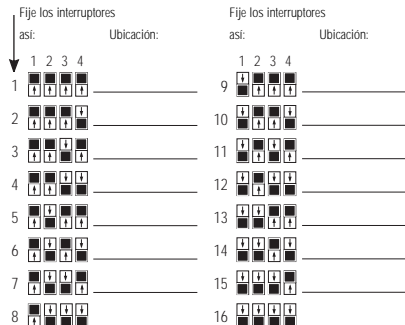 Fije los interruptores
así: Ubicación:
1 2 3 4
1
2
3
4
5
6
7
8
Fije los interruptores
así: Ubicación:
1 2 3 4
9
10
11
12
13
14
15
16